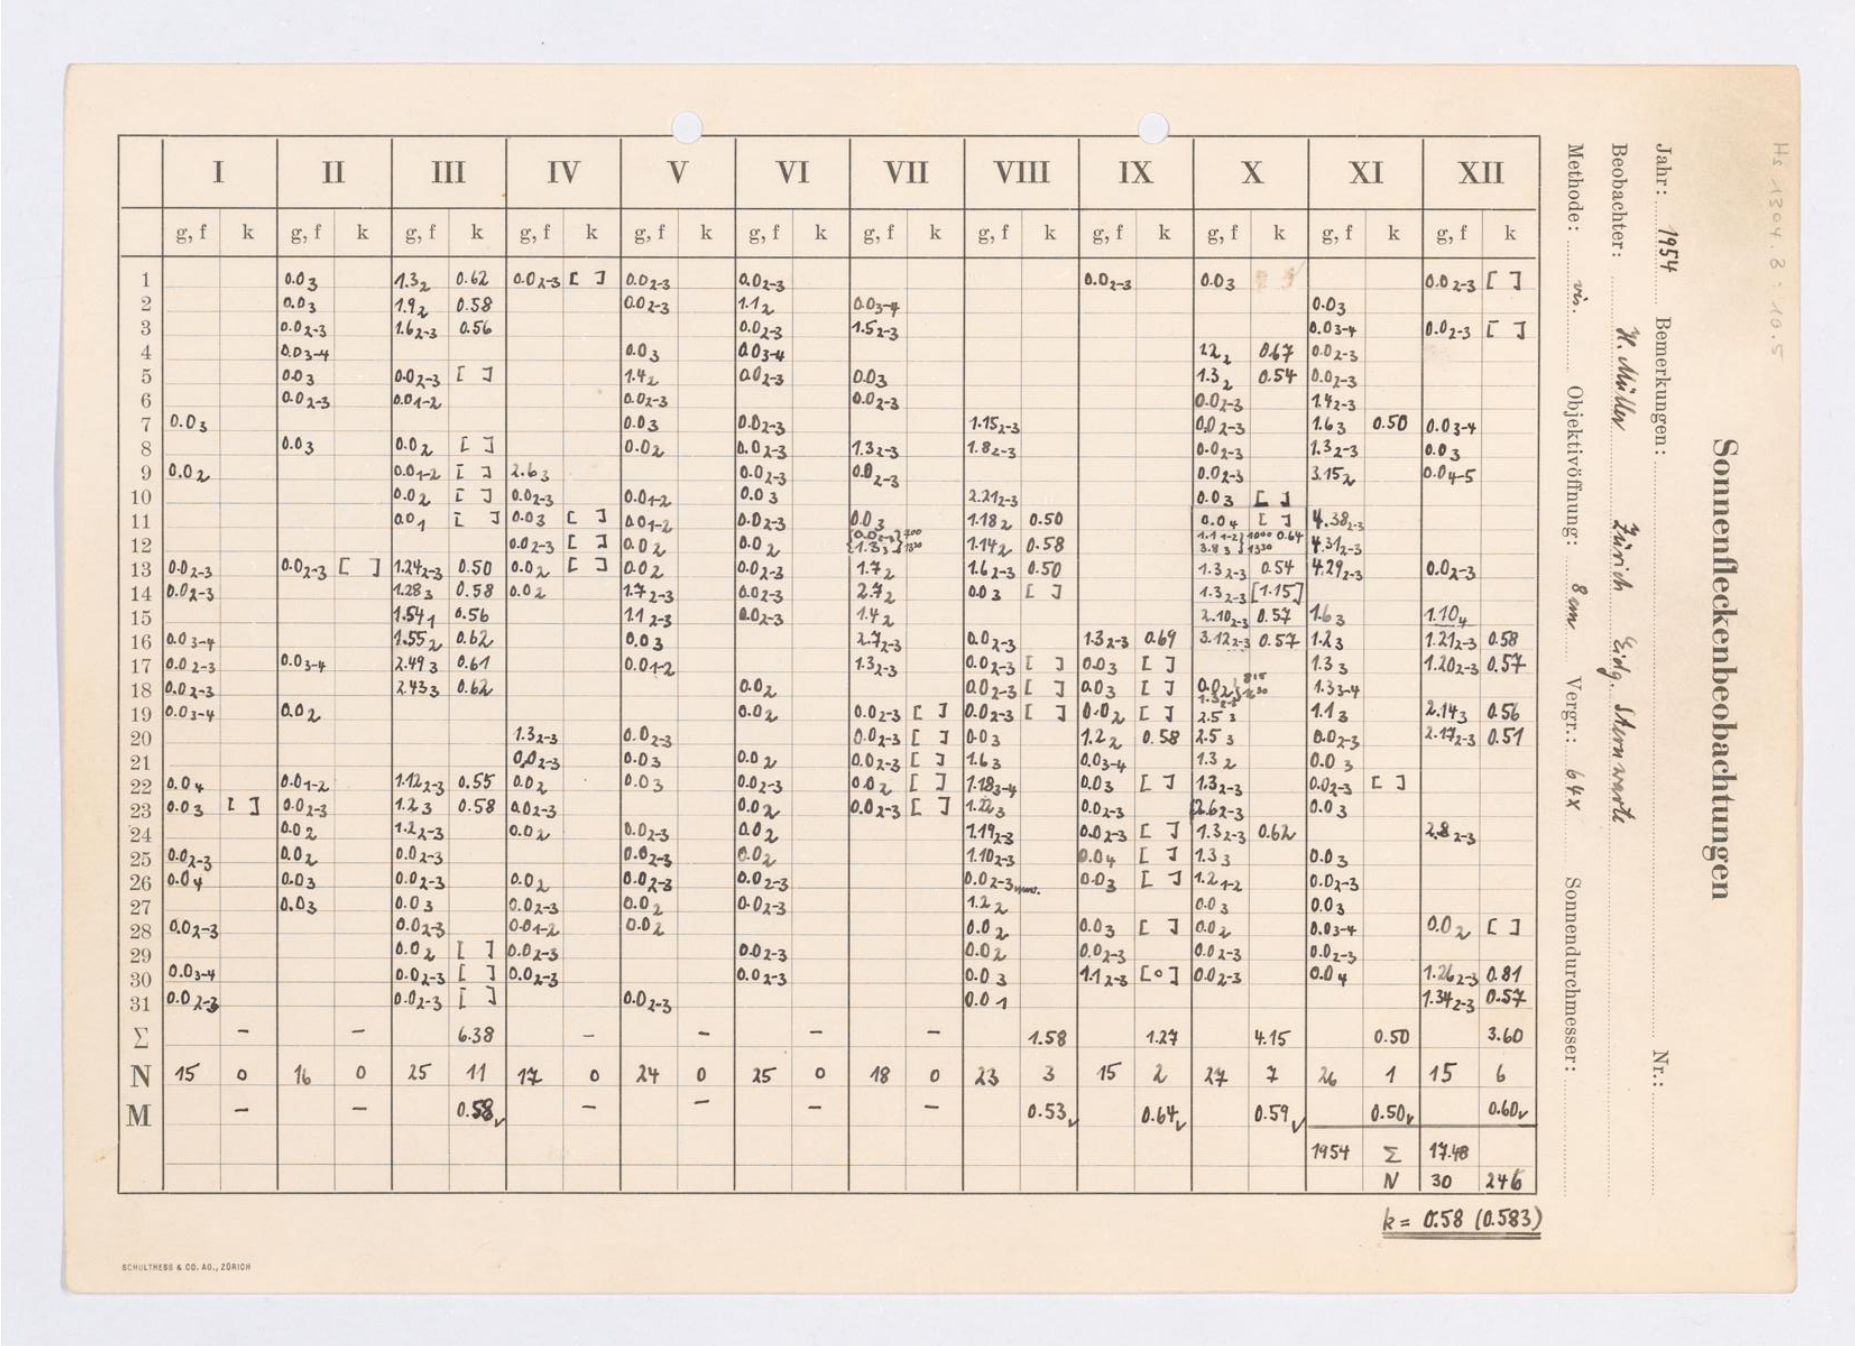 Hs 1304.8 : 10.5
Sonnenfleckenbeobachtungen
Jahr: 1954 Bemerkungen: Nr.:
Beobachter: H. Müller Zürich Eidg. Sternwarte
Methode: vis. Objektivöffnung: 8 cm Vergr.: 64x Sonnendurchmesser:
I II III IV V VI VII VIII IX X XI XII
g, f k g, f k g, f k g, f k g, f k g, f k g, f k g, f k g, f k g, f k g, f k g, f k
1 0.0 3 1.3 2 0.62 0.0 2-3 [ ] 0.0 2-3 0.0 2-3 0.0 2-3 0.0 3 0.0 2-3 [ ]
2 0.0 3 1.9 2 0.58 0.0 2-3 1.1 2 0.0 3-4 0.0 3
3 0.0 2-3 1.6 2-3 0.56 0.0 2-3 1.5 2-3 0.0 3-4 0.0 2-3 [ ]
4 0.0 3-4 0.0 3 0.0 3-4 1.2 2 0.67 0.0 2-3
5 0.0 3 0.0 2-3 [ ] 1.4 2 0.0 2-3 0.0 3 1.3 2 0.54 0.0 2-3
6 0.0 2-3 0.0 1-2 0.0 2-3 0.0 2-3 0.0 2-3 1.4 2-3
7 0.0 3 0.0 3 0.0 2-3 1.15 2-3 0.0 2-3 1.6 3 0.50 0.0 3-4
8 0.0 3 0.0 2 [ ] 0.0 2 0.0 2-3 1.3 2-3 1.8 2-3 0.0 2-3 1.3 2-3 0.0 3
9 0.0 2 0.0 1-2 [ ] 2.6 3 0.0 2-3 0.0 2-3 0.0 2-3 3.15 2 0.0 4-5
10 0.0 2 [ ] 0.0 2-3 0.0 1-2 0.0 3 2.21 2-3 0.0 3 [ ]
11 0.0 1 [ ] 0.0 3 [ ] 0.0 1-2 0.0 2-3 0.0 3 1.18 2 0.50 0.0 4 [ ] 4.38 2-3
12 0.0 2-3 [ ] 0.0 2 0.0 2 1.3 3 1.14 2 0.58 1.1 1-2 1000 0.64 3.8 3 1330 4.31 2-3
13 0.0 2-3 0.0 2-3 [ ] 1.24 2-3 0.50 0.0 2 [ ] 0.0 2 0.0 2-3 1.7 2 1.6 2-3 0.50 1.3 2-3 0.54 4.29 2-3 0.0 2-3
14 0.0 2-3 1.28 3 0.58 0.0 2 1.7 2-3 0.0 2-3 2.7 2 0.0 3 [ ] 1.3 2-3 [1.15]
15 1.54 1 0.56 1.1 2-3 0.0 2-3 1.4 2 2.10 2-3 0.57 1.6 3 1.10 4
16 0.0 3-4 1.55 2 0.62 0.0 3 2.7 2-3 0.0 2-3 1.3 2-3 0.69 3.12 2-3 0.57 1.2 3 1.21 2-3 0.58
17 0.0 2-3 0.0 3-4 2.49 3 0.61 0.0 1-2 1.3 2-3 0.0 2-3 [ ] 0.0 3 [ ] 1.3 3 1.20 2-3 0.57
18 0.0 2-3 2.43 3 0.62 0.0 2 0.0 2-3 [ ] 0.0 3 [ ] 0.0 2 1.3 3-4
19 0.0 3-4 0.0 2 0.0 2 0.0 2-3 [ ] 0.0 2-3 [ ] 0.0 2 [ ] 2.5 3 1.1 3 2.14 3 0.56
20 1.3 2-3 0.0 2-3 0.0 2-3 [ ] 0.0 3 1.2 2 0.58 2.5 3 0.0 2-3 2.17 2-3 0.51
21 0.0 2-3 0.0 3 0.0 2 0.0 2-3 [ ] 1.6 3 0.0 3-4 1.3 2 0.0 3
22 0.0 4 0.0 1-2 1.12 2-3 0.55 0.0 2 0.0 3 0.0 2-3 0.0 2 [ ] 1.18 3-4 0.0 3 [ ] 1.3 2-3 0.0 2-3 [ ]
23 0.0 3 [ ] 0.0 2-3 1.2 3 0.58 0.0 2-3 0.0 2 0.0 2-3 [ ] 1.22 3 0.0 2-3 2.6 2-3 0.0 3
24 0.0 2 1.2 2-3 0.0 2 0.0 2-3 0.0 2 1.19 2-3 0.0 2-3 [ ] 1.3 2-3 0.62 2.8 2-3
25 0.0 2-3 0.0 2 0.0 2-3 0.0 2-3 0.0 2 1.10 2-3 0.0 4 [ ] 1.3 3 0.0 3
26 0.0 4 0.0 3 0.0 2-3 0.0 2 0.0 2-3 0.0 2-3 0.0 2-3 0.0 3 [ ] 1.2 1-2 0.0 2-3
27 0.0 3 0.0 3 0.0 2-3 0.0 2 0.0 2-3 1.2 2 0.0 3 0.0 3
28 0.0 2-3 0.0 2-3 0.0 1-2 0.0 2 0.0 2 0.0 3 [ ] 0.0 2 0.0 3-4 0.0 2 [ ]
29 0.0 2 [ ] 0.0 2-3 0.0 2-3 0.0 2 0.0 2-3 0.0 2-3 0.0 2-3
30 0.0 3-4 0.0 2-3 [ ] 0.0 2-3 0.0 2-3 0.0 3 1.1 2-3 [0] 0.0 2-3 0.0 4 1.26 2-3 0.81
31 0.0 2-3 0.0 2-3 [ ] 0.0 2-3 0.0 1 1.34 2-3 0.57
Σ – – 6.38 – – – – 1.58 1.27 4.15 0.50 3.60
N 15 0 16 0 25 11 17 0 24 0 25 0 18 0 23 3 15 2 27 7 26 1 15 6
M – – 0.58 – – – – 0.53 0.64 0.59 0.50 0.60
1954 Σ 17.48
N 30 246
k = 0.58 (0.583)
SCHULTHESS & CO. AG., ZÜRICH